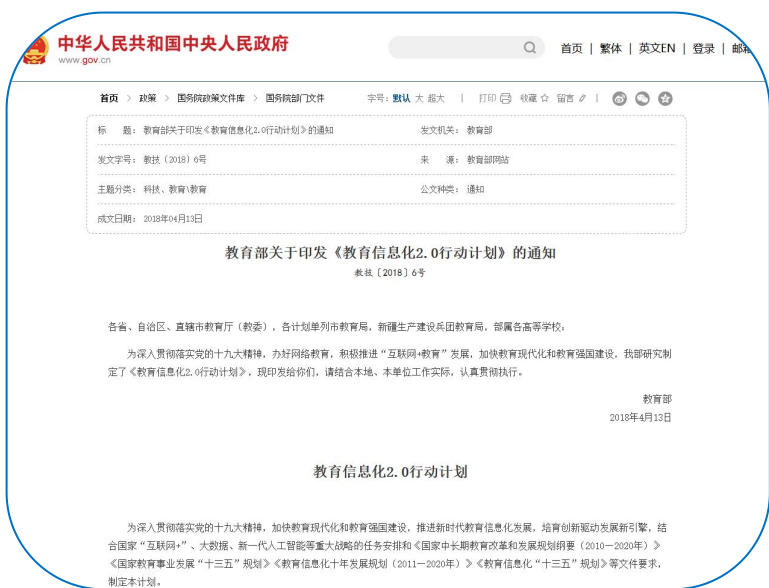 中华人民共和国中央人民政府
www.gov.cn
首页 | 繁体 | 英文EN | 登录 | 邮箱
首页 > 政策 > 国务院政策文件库 > 国务院部门文件 字号：默认 大 超大 | 打印 收藏 留言 |
标 题： 教育部关于印发《教育信息化2.0行动计划》的通知 发文机关： 教育部
发文字号： 教技〔2018〕6号 来 源： 教育部网站
主题分类： 科技、教育\教育 公文种类： 通知
成文日期： 2018年04月13日
教育部关于印发《教育信息化2.0行动计划》的通知
教技〔2018〕6号
各省、自治区、直辖市教育厅（教委），各计划单列市教育局，新疆生产建设兵团教育局，部属各高等学校：
为深入贯彻落实党的十九大精神，办好网络教育，积极推进“互联网+教育”发展，加快教育现代化和教育强国建设，我部研究制
定了《教育信息化2.0行动计划》，现印发给你们，请结合本地、本单位工作实际，认真贯彻执行。
教育部
2018年4月13日
教育信息化2.0行动计划
为深入贯彻落实党的十九大精神，加快教育现代化和教育强国建设，推进新时代教育信息化发展，培育创新驱动发展新引擎，结
合国家“互联网+”、大数据、新一代人工智能等重大战略的任务安排和《国家中长期教育改革和发展规划纲要（2010—2020年）》
《国家教育事业发展“十三五”规划》《教育信息化十年发展规划（2011—2020年）》《教育信息化“十三五”规划》等文件要求，
制定本计划。